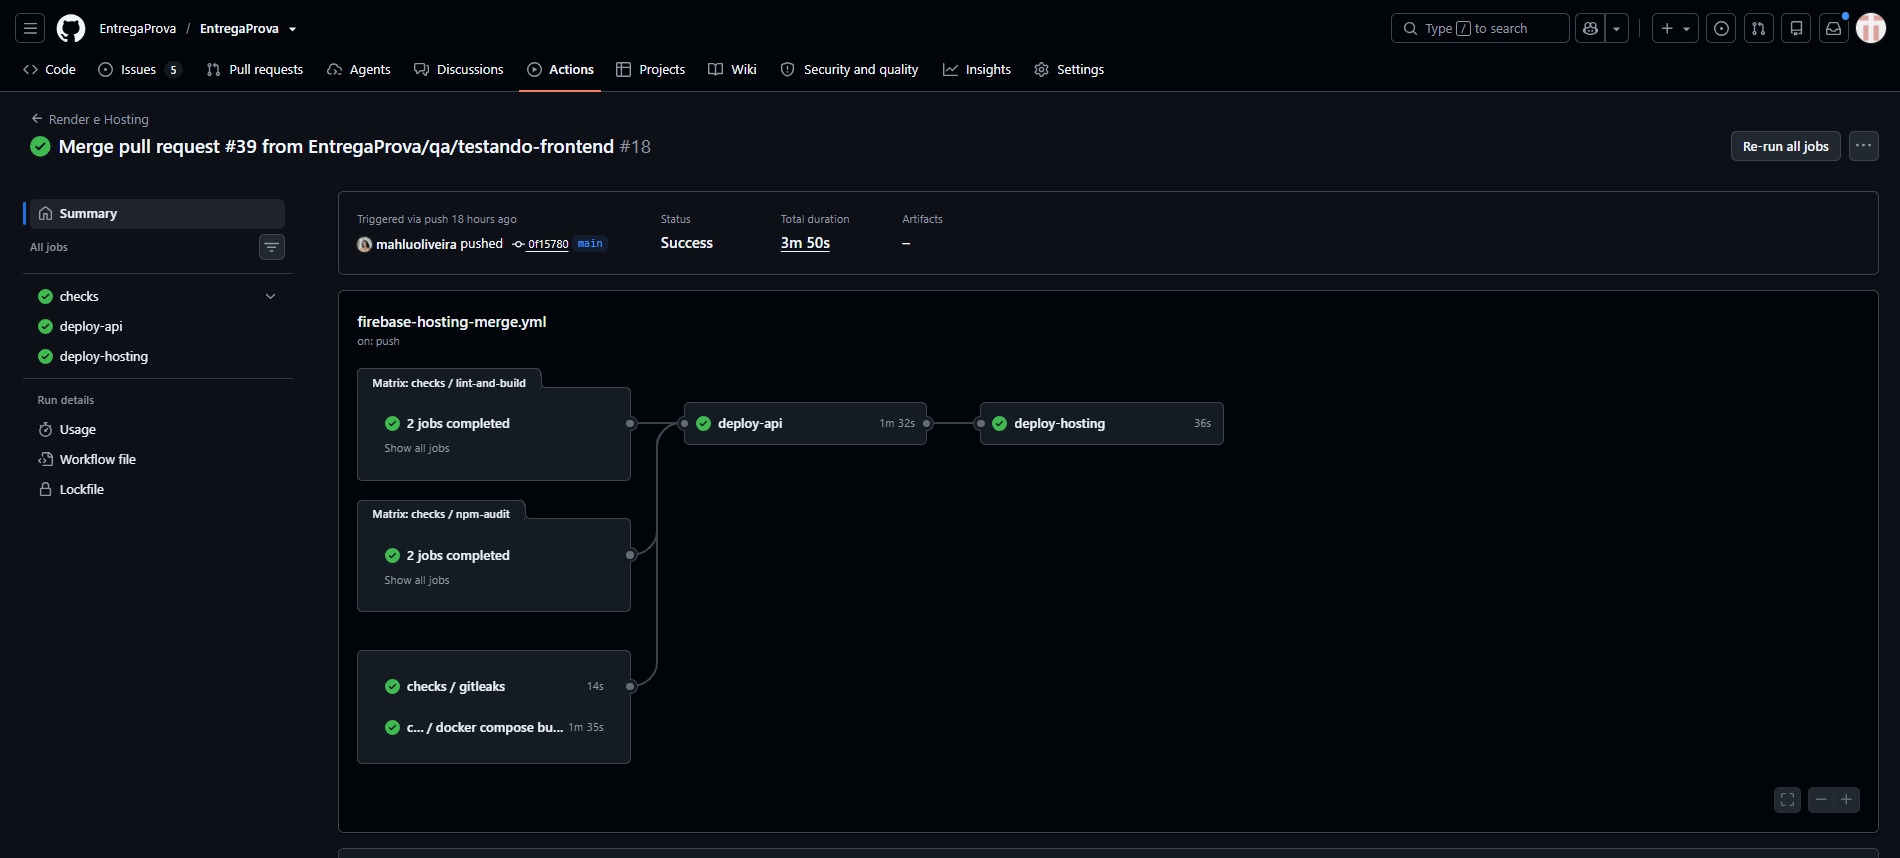 EntregaProva / EntregaProva
Type / to search
Code
Issues 5
Pull requests
Agents
Discussions
Actions
Projects
Wiki
Security and quality
Insights
Settings
Render e Hosting
Merge pull request #39 from EntregaProva/qa/testando-frontend #18
Re-run all jobs
Summary
All jobs
checks
deploy-api
deploy-hosting
Run details
Usage
Workflow file
Lockfile
Triggered via push 18 hours ago
mahluoliveira pushed 0f15780 main
Status
Success
Total duration
3m 50s
Artifacts
–
firebase-hosting-merge.yml
on: push
Matrix: checks / lint-and-build
2 jobs completed
Show all jobs
deploy-api 1m 32s
deploy-hosting 36s
Matrix: checks / npm-audit
2 jobs completed
Show all jobs
checks / gitleaks 14s
c... / docker compose bu... 1m 35s